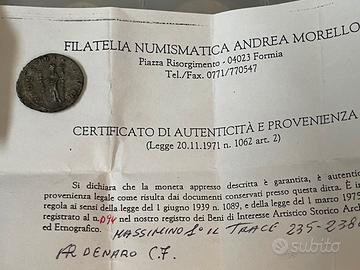 FILATELIA NUMISMATICA ANDREA MORELLO
Piazza Risorgimento - 04023 Formia
Tel./Fax. 0771/770547
CERTIFICATO DI AUTENTICITÀ E PROVENIENZA
(Legge 20.11.1971 n. 1062 art. 2)
Si dichiara che la moneta appresso descritta è garantita, è autentic
provenienza legale come risulta dai documenti conservati presso questa ditta. È i
regola ai sensi della legge del 1 giugno 1939 n. 1089, e della legge del 1 marzo 1975
registrato al n. nel nostro registro dei Beni di Interesse Artistico Storico Arch
ed Etnografico. MASSIMINO 1° IL TRACE 235-238
DENARO
subito